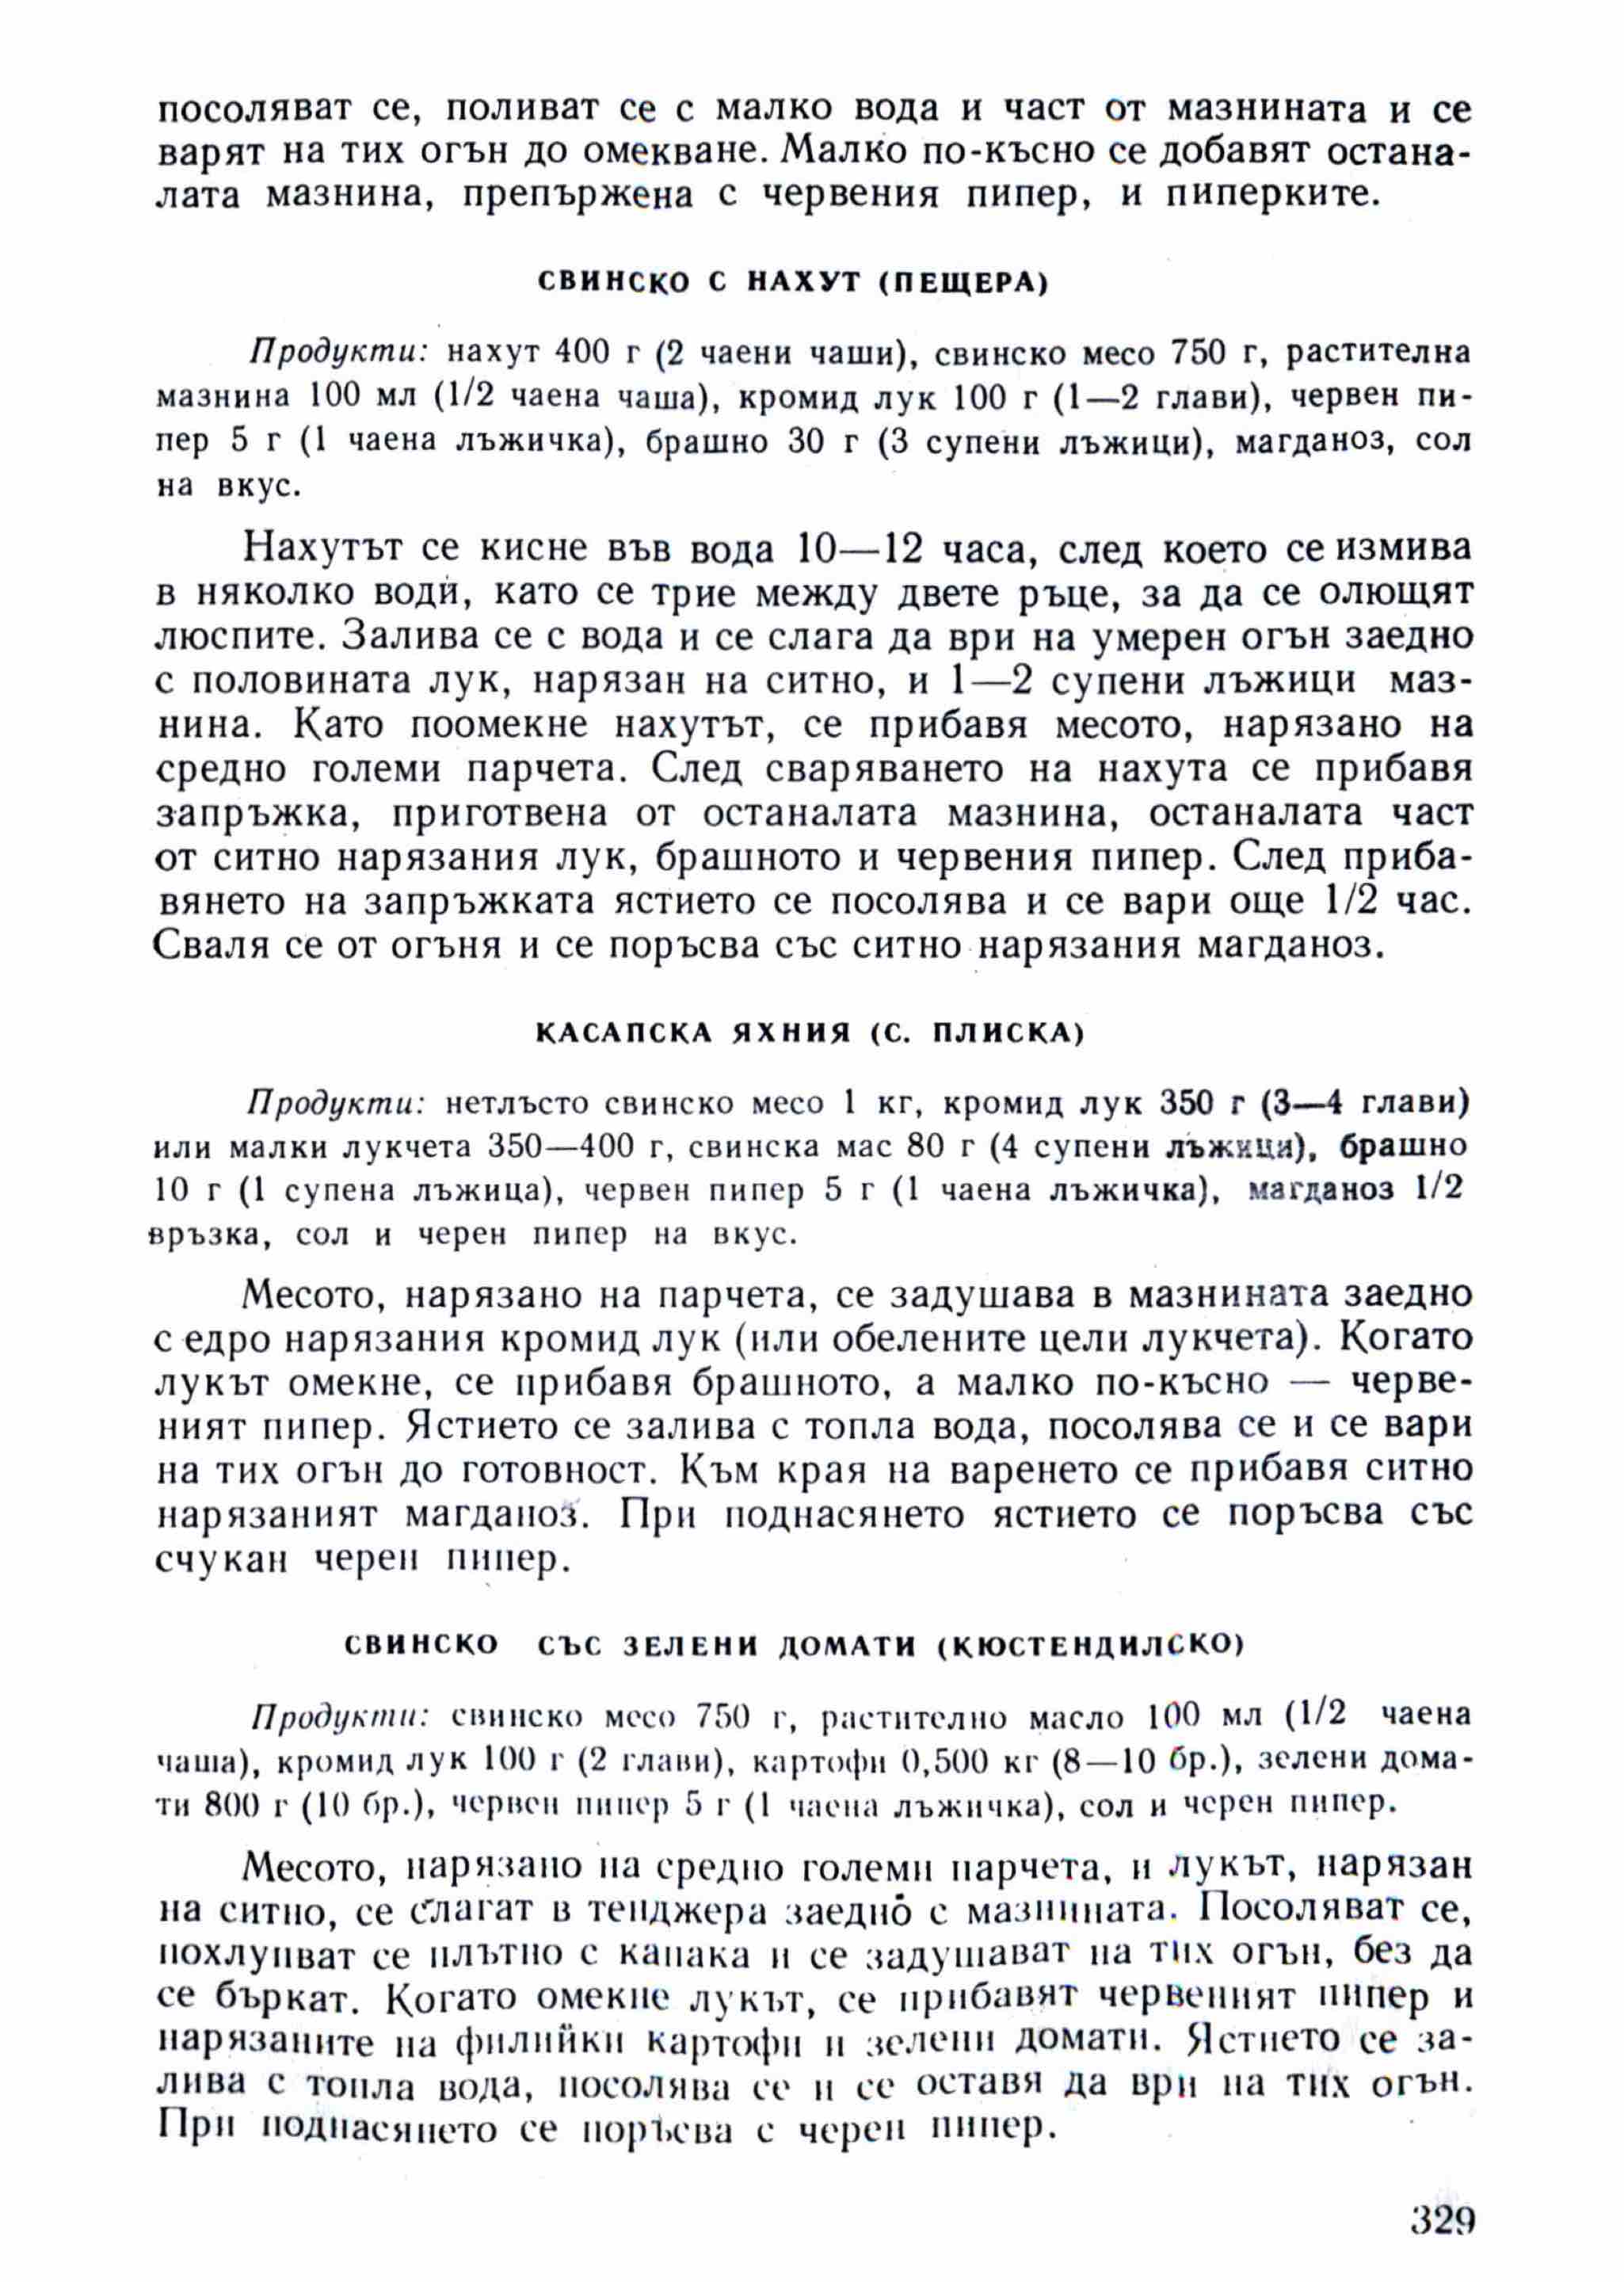 посоляват се, поливат се с малко вода и част от мазнината и се
варят на тих огън до омекване. Малко по-късно се добавят остана-
лата мазнина, препържена с червения пипер, и пиперките.
СВИНСКО С НАХУТ (ПЕЩЕРА)
Продукти: нахут 400 г (2 чаени чаши), свинско месо 750 г, растителна
мазнина 100 мл (1/2 чаена чаша), кромид лук 100 г (1—2 глави), червен пи-
пер 5 г (1 чаена лъжичка), брашно 30 г (3 супени лъжици), магданоз, сол
на вкус.
Нахутът се кисне във вода 10—12 часа, след което се измива
в няколко води, като се трие между двете ръце, за да се олющят
люспите. Залива се с вода и се слага да ври на умерен огън заедно
с половината лук, нарязан на ситно, и 1—2 супени лъжици маз-
нина. Като поомекне нахутът, се прибавя месото, нарязано на
средно големи парчета. След сваряването на нахута се прибавя
запръжка, приготвена от останалата мазнина, останалата част
от ситно нарязания лук, брашното и червения пипер. След приба-
вянето на запръжката ястието се посолява и се вари още 1/2 час.
Сваля се от огъня и се поръсва със ситно нарязания магданоз.
КАСАПСКА ЯХНИЯ (С. ПЛИСКА)
Продукти: нетлъсто свинско месо 1 кг, кромид лук 350 г (3—4 глави)
или малки лукчета 350—400 г, свинска мас 80 г (4 супени лъжици), брашно
10 г (1 супена лъжица), червен пипер 5 г (1 чаена лъжичка), магданоз 1/2
връзка, сол и черен пипер на вкус.
Месото, нарязано на парчета, се задушава в мазнината заедно
с едро нарязания кромид лук (или обелените цели лукчета). Когато
лукът омекне, се прибавя брашното, а малко по-късно — черве-
ният пипер. Ястието се залива с топла вода, посолява се и се вари
на тих огън до готовност. Към края на варенето се прибавя ситно
нарязаният магданоз. При поднасянето ястието се поръсва със
счукан черен пипер.
СВИНСКО СЪС ЗЕЛЕНИ ДОМАТИ (КЮСТЕНДИЛСКО)
Продукти: свинско месо 750 г, растително масло 100 мл (1/2 чаена
чаша), кромид лук 100 г (2 глави), картофи 0,500 кг (8—10 бр.), зелени дома-
ти 800 г (10 бр.), червен пипер 5 г (1 чаена лъжичка), сол и черен пипер.
Месото, нарязано на средно големи парчета, и лукът, нарязан
на ситно, се слагат в тенджера заедно с мазнината. Посоляват се,
похлупват се плътно с капака и се задушават на тих огън, без да
се бъркат. Когато омекне лукът, се прибавят червеният пипер и
нарязаните на филийки картофи и зелени домати. Ястието се за-
лива с топла вода, посолява се и се оставя да ври на тих огън.
При поднасянето се поръсва с черен пипер.
329